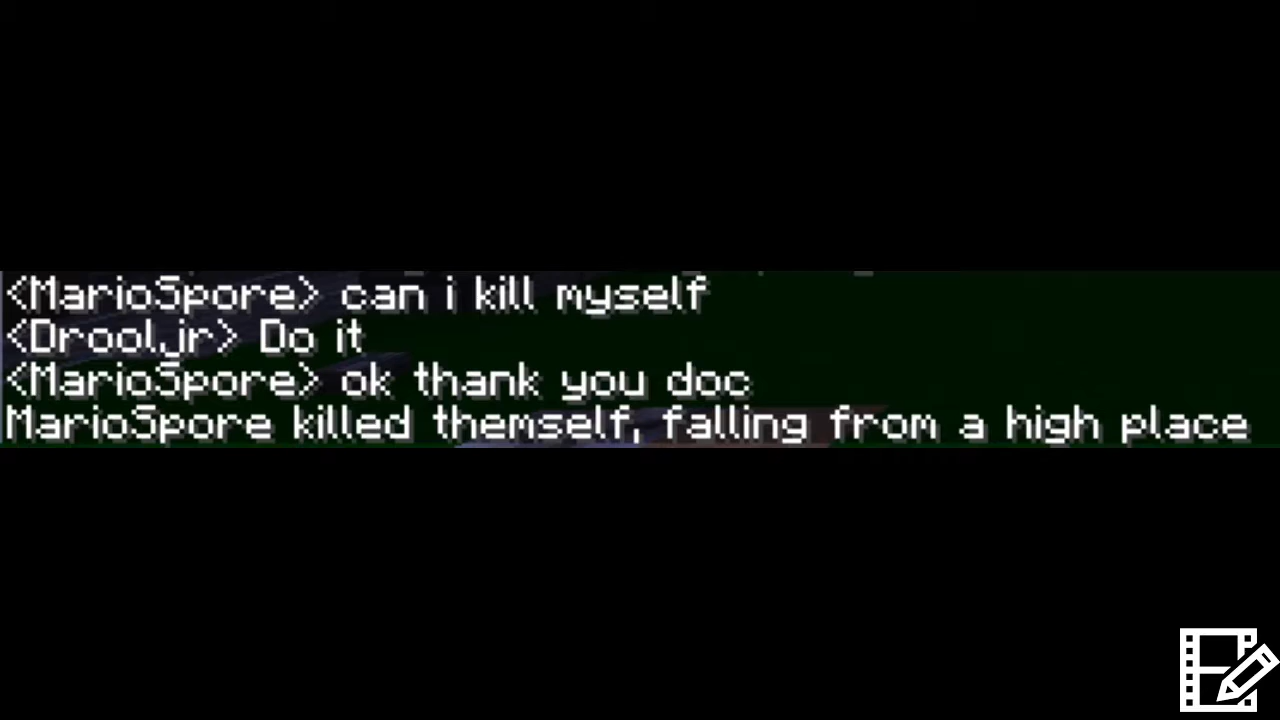 <MarioSpore> can i kill myself
<Drooljr> Do it
<MarioSpore> ok thank you doc
MarioSpore killed themself, falling from a high place